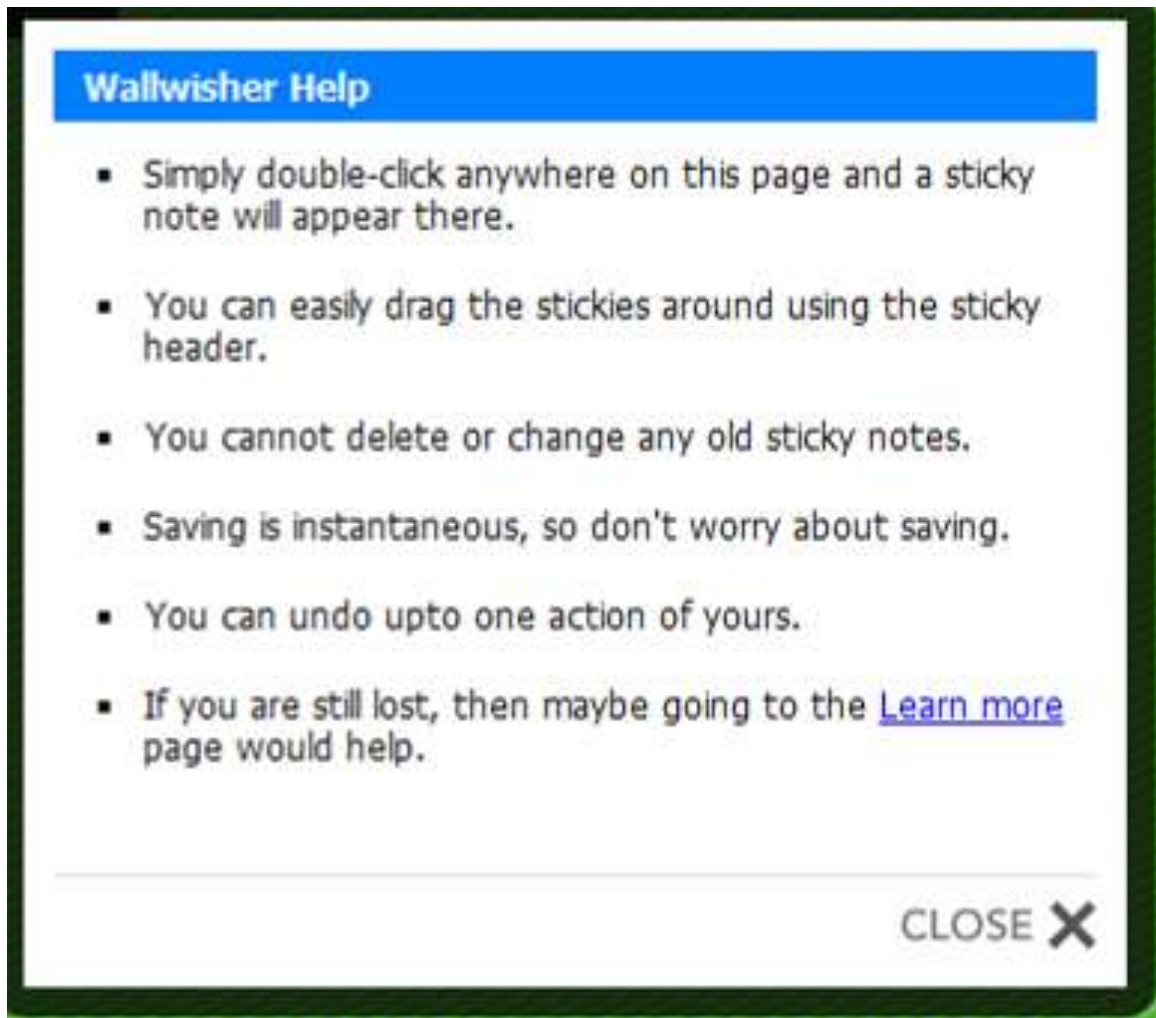 Wallwisher Help
▪ Simply double-click anywhere on this page and a sticky
note will appear there.
▪ You can easily drag the stickies around using the sticky
header.
▪ You cannot delete or change any old sticky notes.
▪ Saving is instantaneous, so don't worry about saving.
▪ You can undo upto one action of yours.
▪ If you are still lost, then maybe going to the Learn more
page would help.
CLOSE X